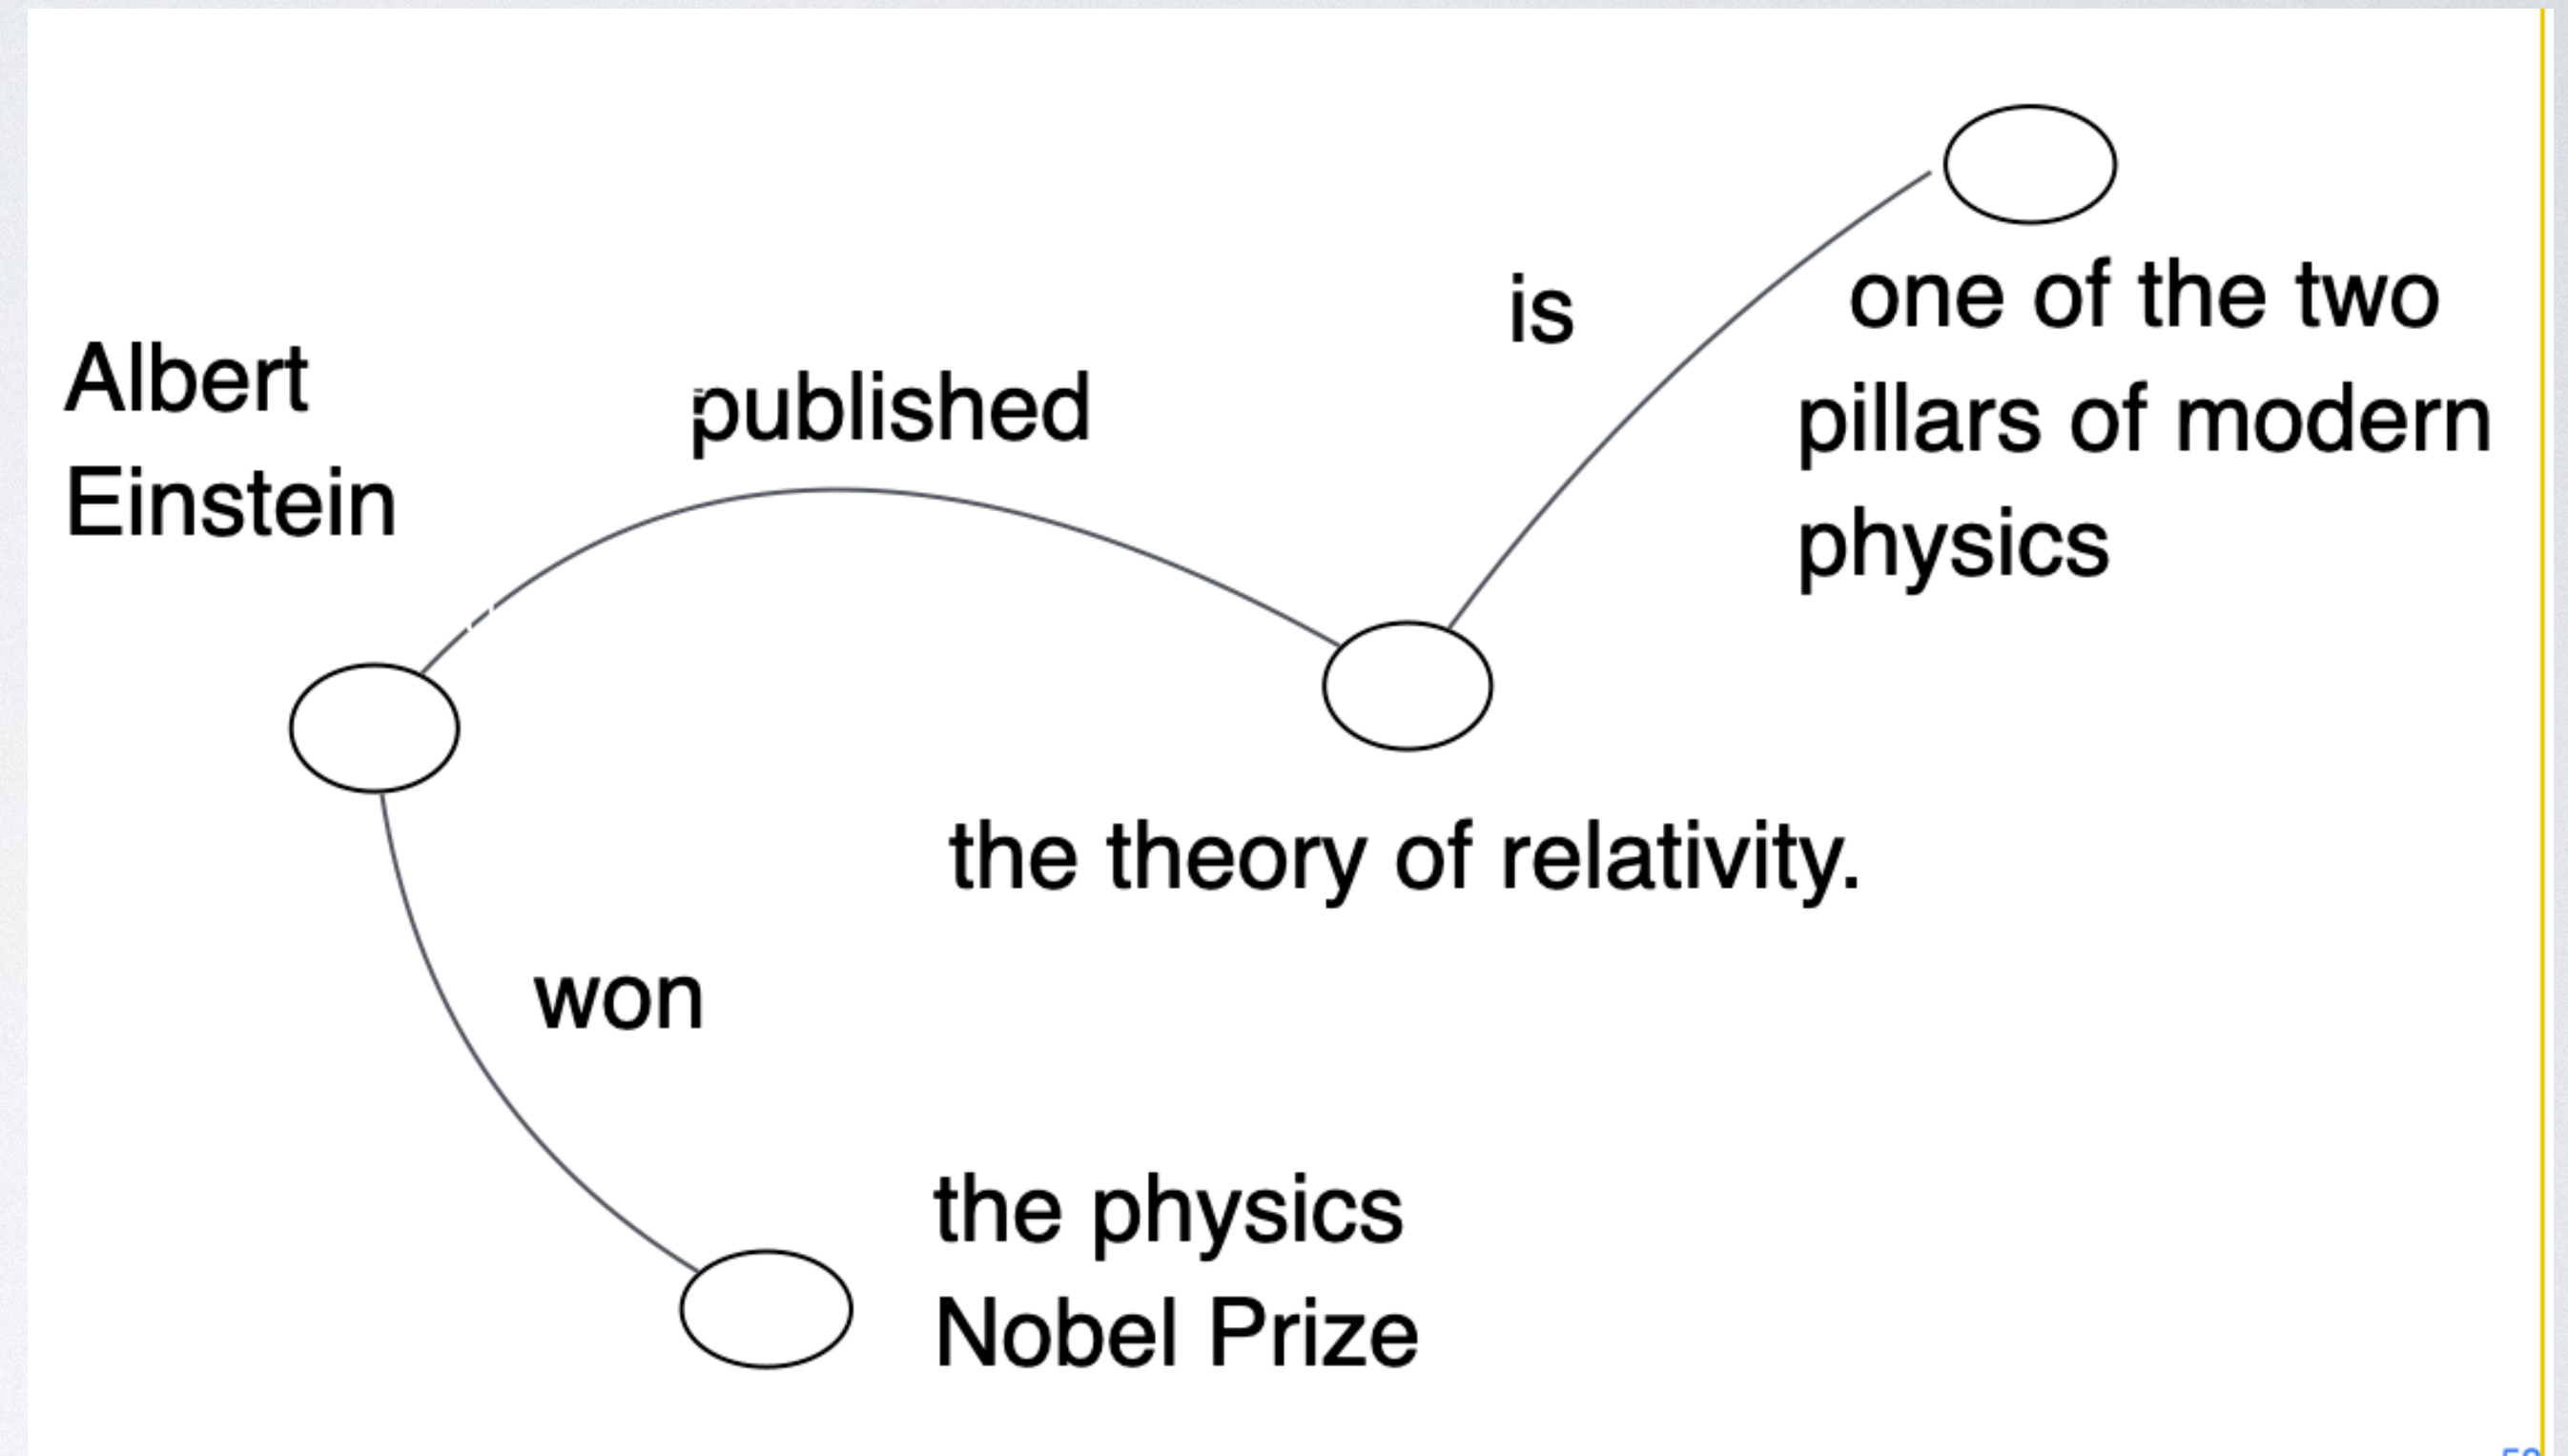 Albert
Einstein
published
is
one of the two
pillars of modern
physics
the theory of relativity.
won
the physics
Nobel Prize